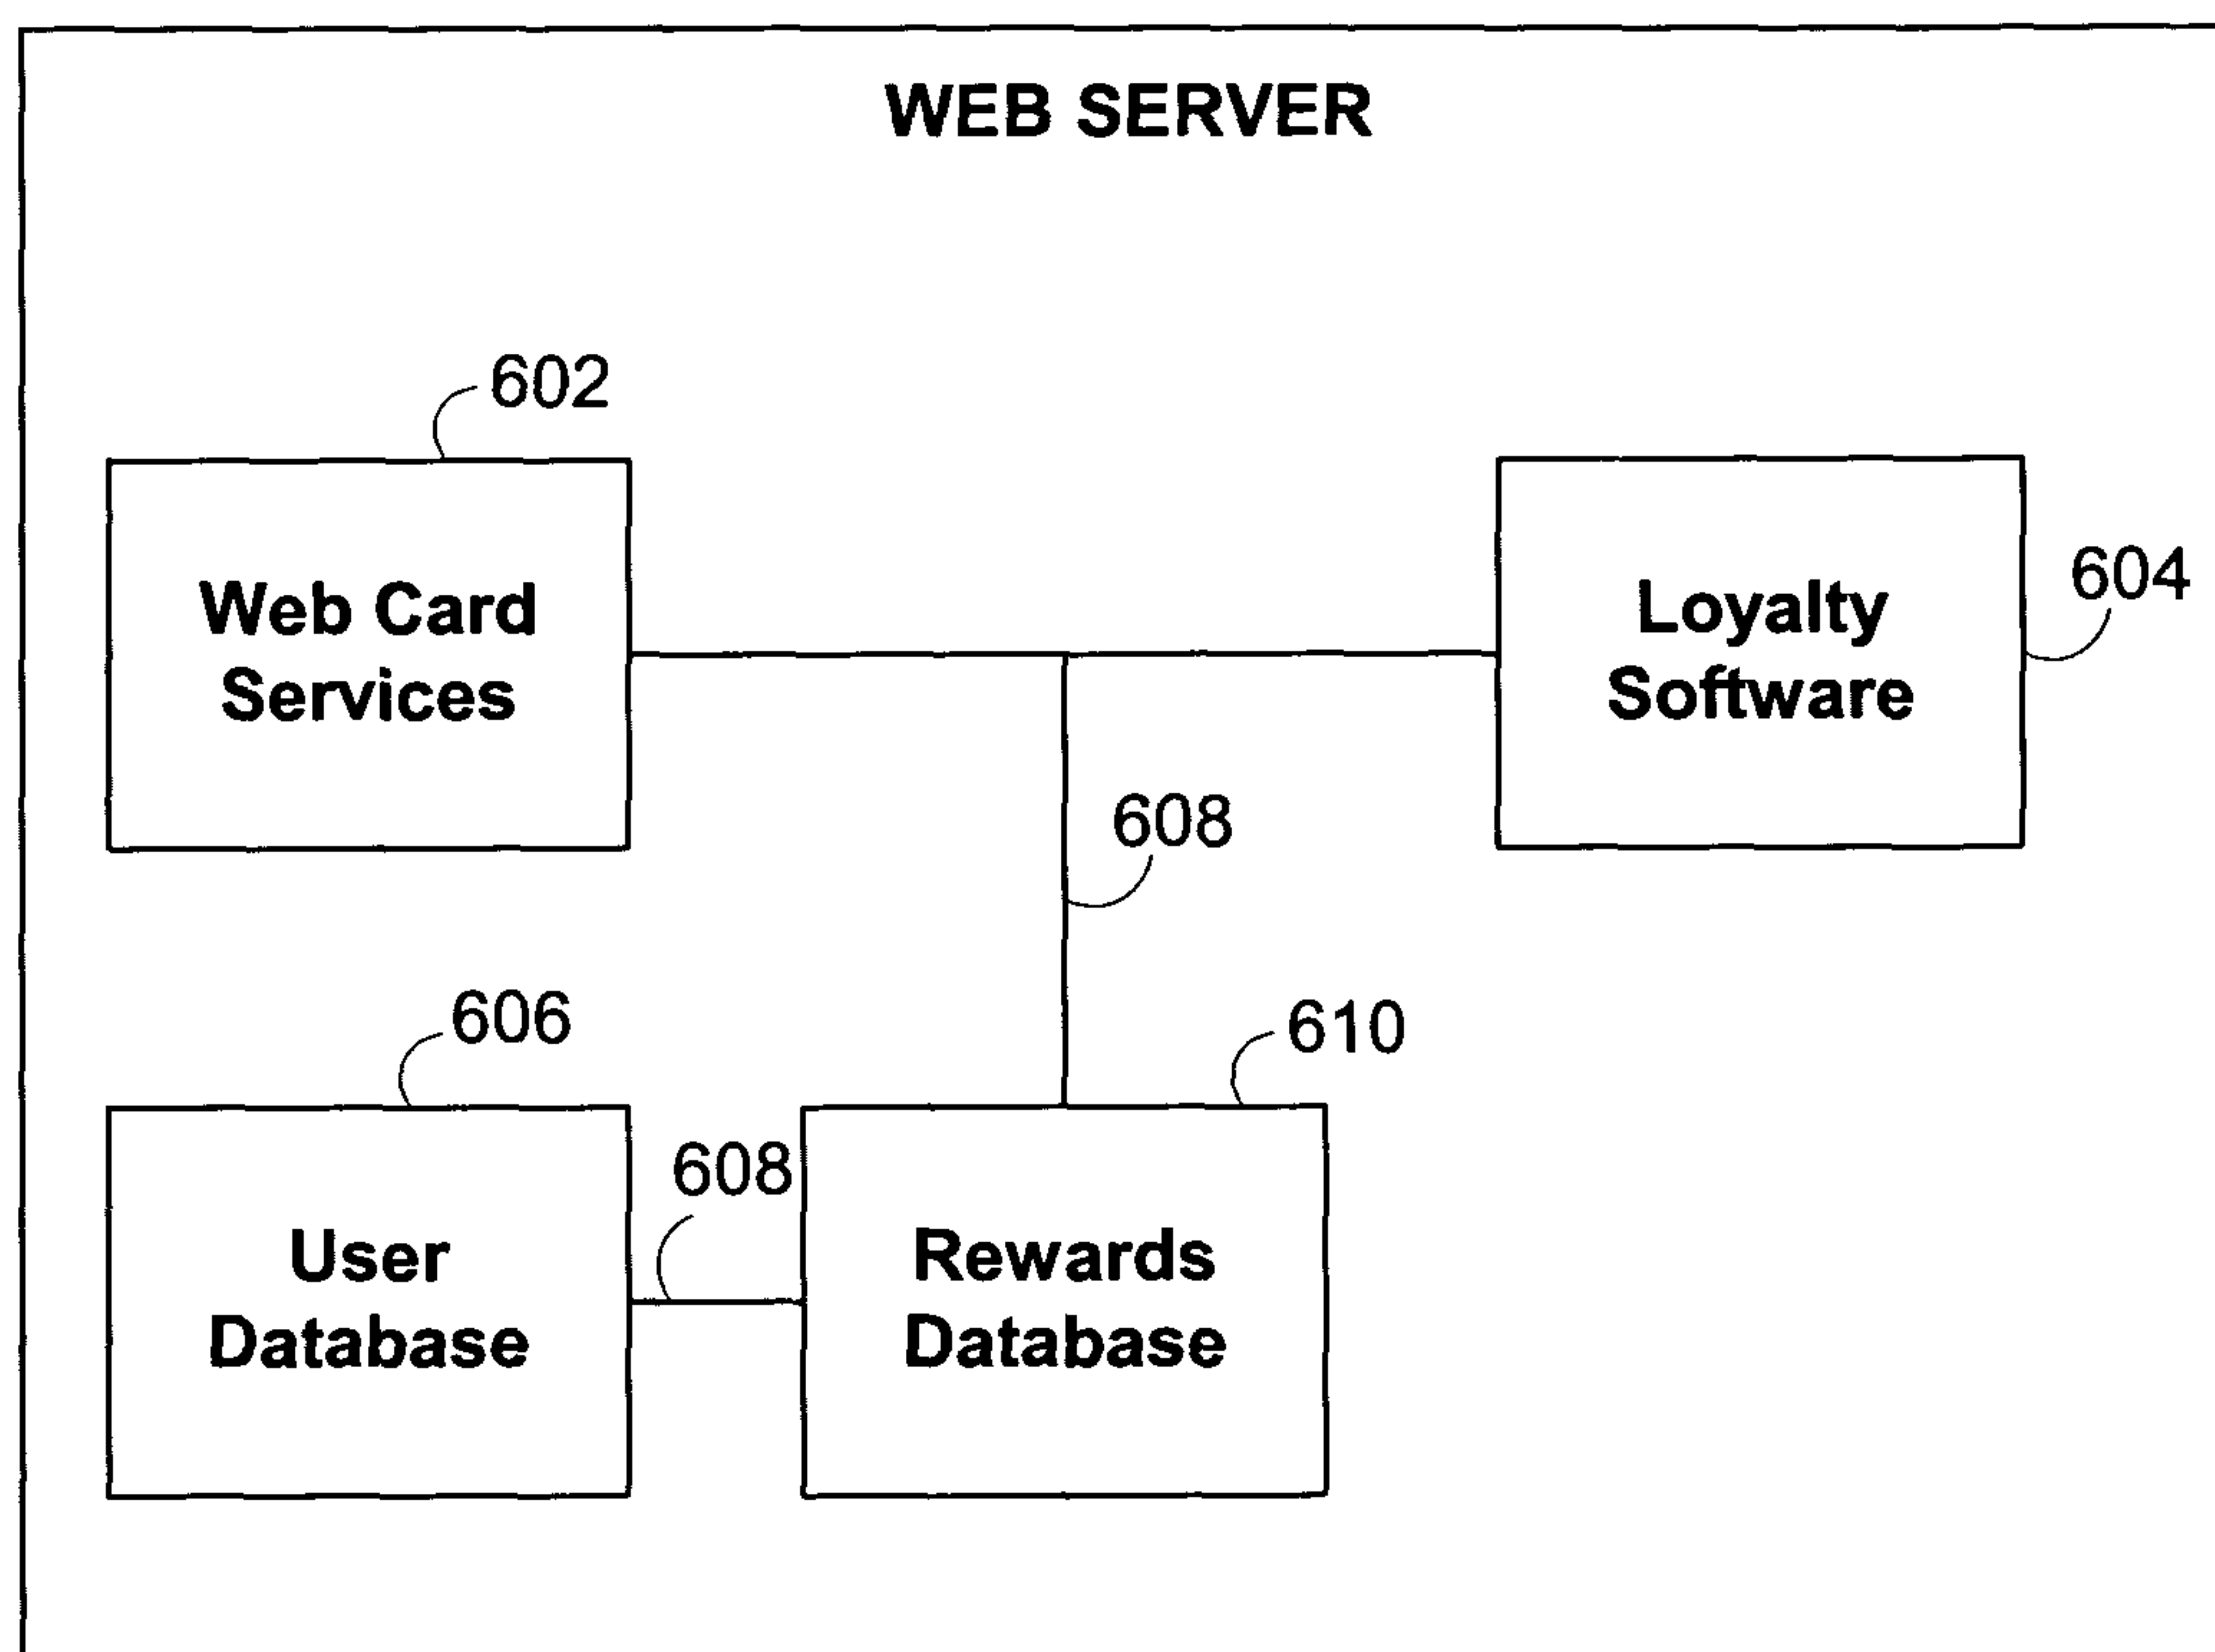 WEB SERVER
602
Web Card
Services
Loyalty
Software
604
608
606
610
608
User
Database
Rewards
Database